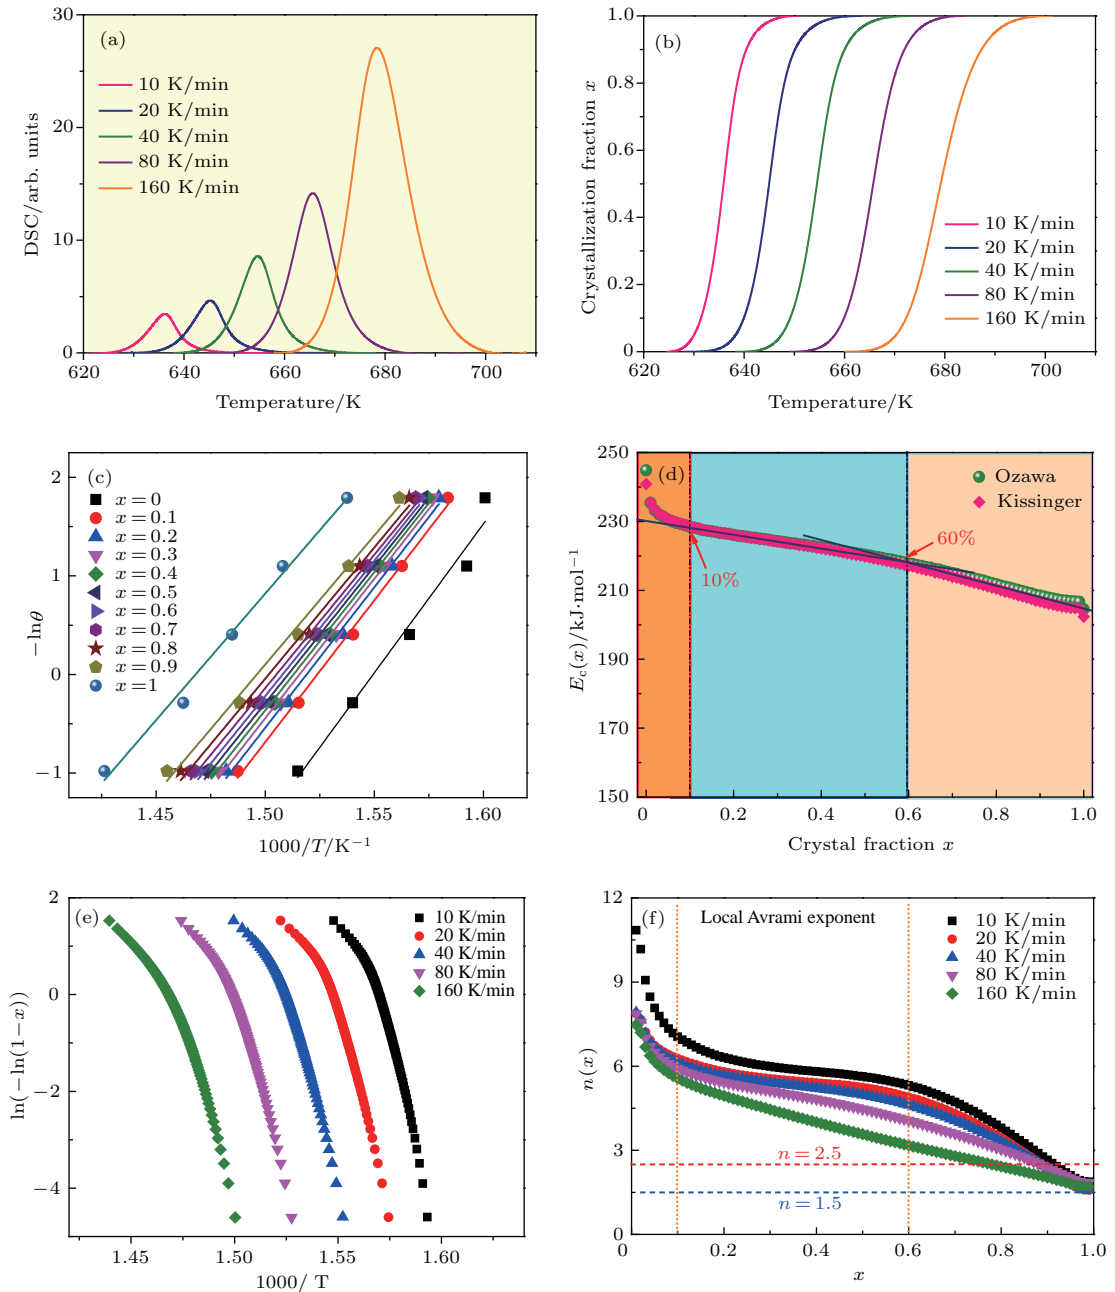 (a)
10 K/min
20 K/min
40 K/min
80 K/min
160 K/min
DSC/arb. units
0
10
20
30
620
640
660
680
700
Temperature/K
(b)
10 K/min
20 K/min
40 K/min
80 K/min
160 K/min
Crystallization fraction x
0
0.2
0.4
0.6
0.8
1.0
620
640
660
680
700
Temperature/K
(c)
x=0
x=0.1
x=0.2
x=0.3
x=0.4
x=0.5
x=0.6
x=0.7
x=0.8
x=0.9
x=1
−lnθ
2
1
0
−1
1.45
1.50
1.55
1.60
1000/T/K⁻¹
(d)
Ozawa
Kissinger
10%
60%
E_c(x)/kJ·mol⁻¹
250
230
210
190
170
150
0
0.2
0.4
0.6
0.8
1.0
Crystal fraction x
(e)
10 K/min
20 K/min
40 K/min
80 K/min
160 K/min
ln(−ln(1−x))
2
0
−2
−4
1.45
1.50
1.55
1.60
1000/ T
(f)
Local Avrami exponent
10 K/min
20 K/min
40 K/min
80 K/min
160 K/min
n=2.5
n=1.5
n(x)
12
9
6
3
0
0
0.2
0.4
0.6
0.8
1.0
x